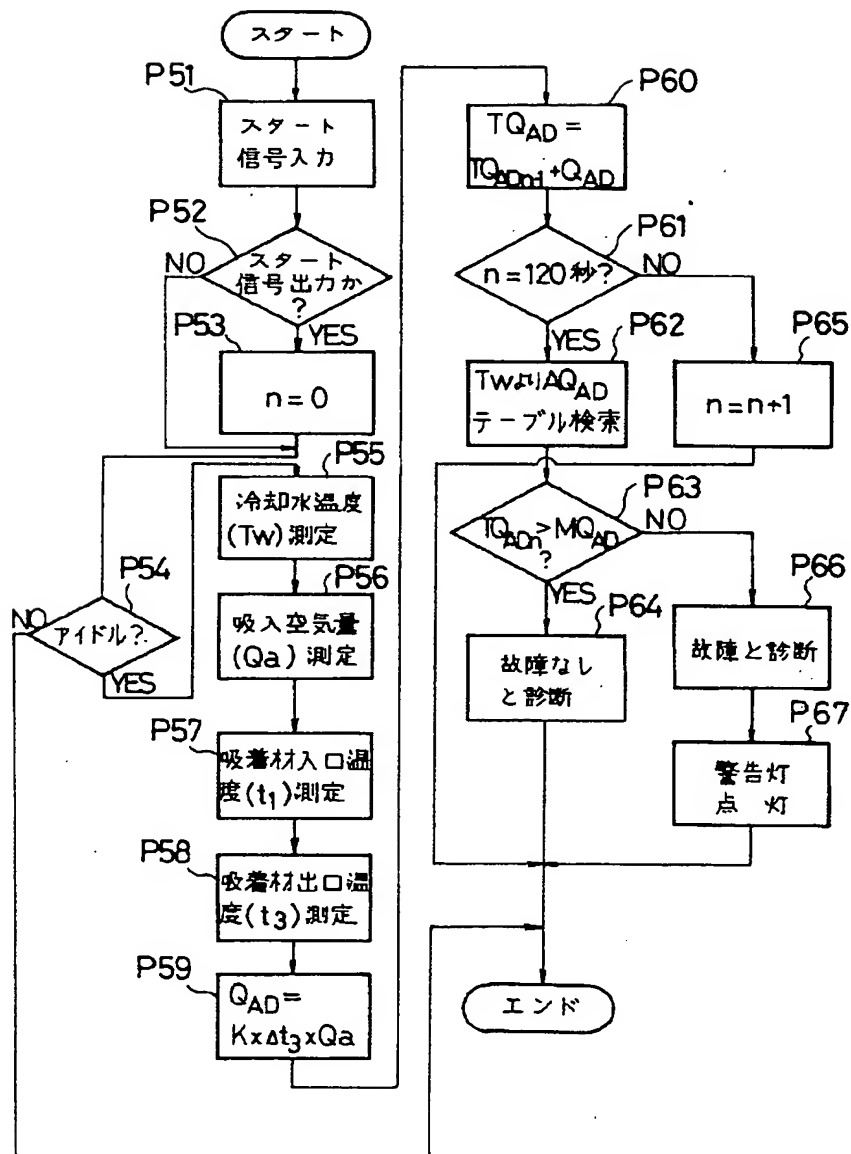 スタート
P51
スタート
信号入力
P52
NO
スタート
信号出力か
?
YES
P53
n=0
P54
NO
アイドル?
YES
P55
冷却水温度
(Tw)測定
P56
吸入空気量
(Qa)測定
P57
吸着材入口温
度(t1)測定
P58
吸着材出口温
度(t3)測定
P59
QAD=
K×Δt3×Qa
P60
TQAD=
TQADn-1+QAD
P61
n=120秒?
NO
YES
P62
TwよりAQAD
テーブル検索
P65
n=n+1
P63
TQADn>MQAD
?
NO
YES
P64
故障なし
と診断
P66
故障と診断
P67
警告灯
点灯
エンド